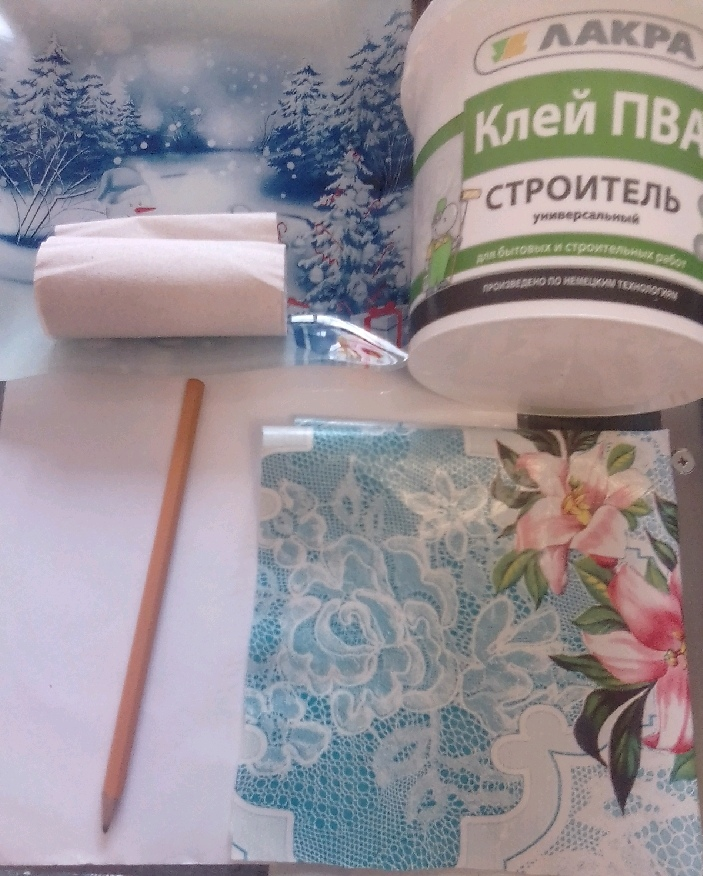 ЛАКРА
Клей ПВА
СТРОИТЕЛЬ
универсальный
для бытовых и строительных работ
ПРОИЗВЕДЕНО ПО НЕМЕЦКИМ ТЕХНОЛОГИЯМ